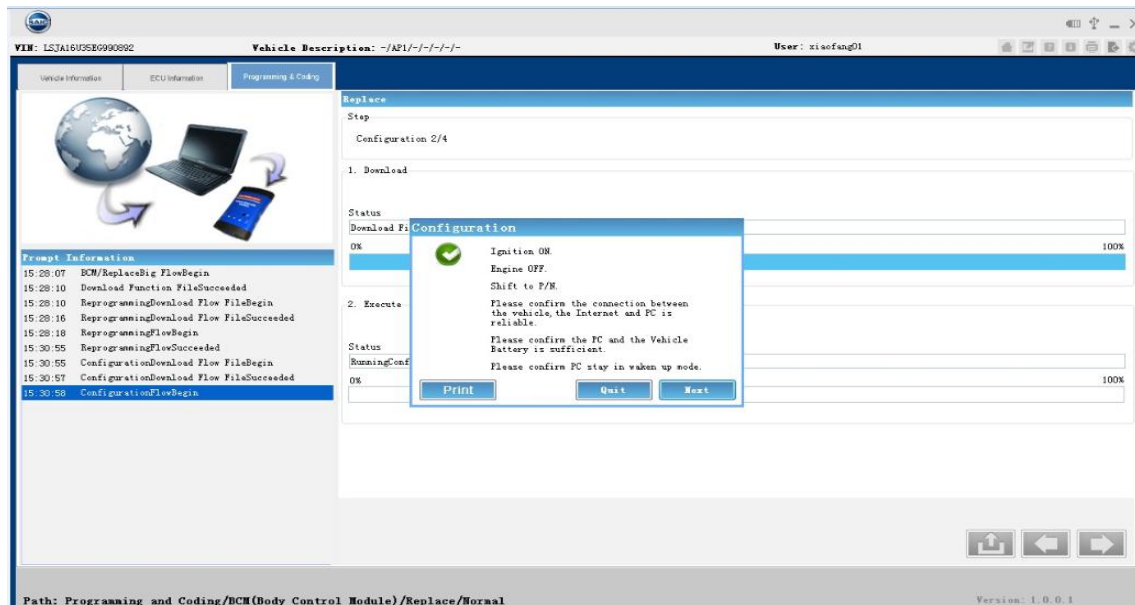 SAIC
VIN: LSJA16U35EG990892 Vehicle Description: -/AP1/-/-/-/-/- User: xiaofang01
Vehicle Information ECU Information Programming & Coding
Replace
Step
Configuration 2/4
1. Download
Status
Download Fi
0% 100%
Configuration
Ignition ON.
Engine OFF.
Shift to P/N.
Please confirm the connection between
the vehicle, the Internet and PC is
reliable.
Please confirm the PC and the Vehicle
Battery is sufficient.
Please confirm PC stay in waken up mode.
Print Quit Next
2. Execute
Status
RunningConf
0% 100%
Prompt Information
15:28:07 BCM/ReplaceBig FlowBegin
15:28:10 Download Function FileSucceeded
15:28:10 ReprogrammingDownload Flow FileBegin
15:28:16 ReprogrammingDownload Flow FileSucceeded
15:28:18 ReprogrammingFlowBegin
15:30:55 ReprogrammingFlowSucceeded
15:30:55 ConfigurationDownload Flow FileBegin
15:30:57 ConfigurationDownload Flow FileSucceeded
15:30:58 ConfigurationFlowBegin
Path: Programming and Coding/BCM(Body Control Module)/Replace/Normal Version: 1.0.0.1